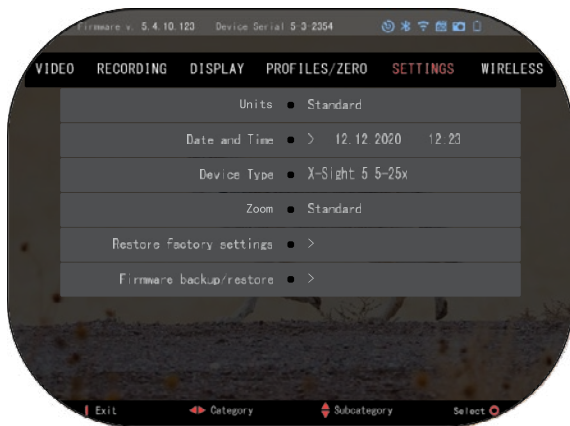 Firmware v. 5.4.10.123 Device Serial 5-3-2354
VIDEO RECORDING DISPLAY PROFILES/ZERO SETTINGS WIRELESS
Units ● Standard
Date and Time ● > 12.12.2020 12.23
Device Type ● X-Sight 5 5-25x
Zoom ● Standard
Restore factory settings ● >
Firmware backup/restore ● >
Exit Category Subcategory Select